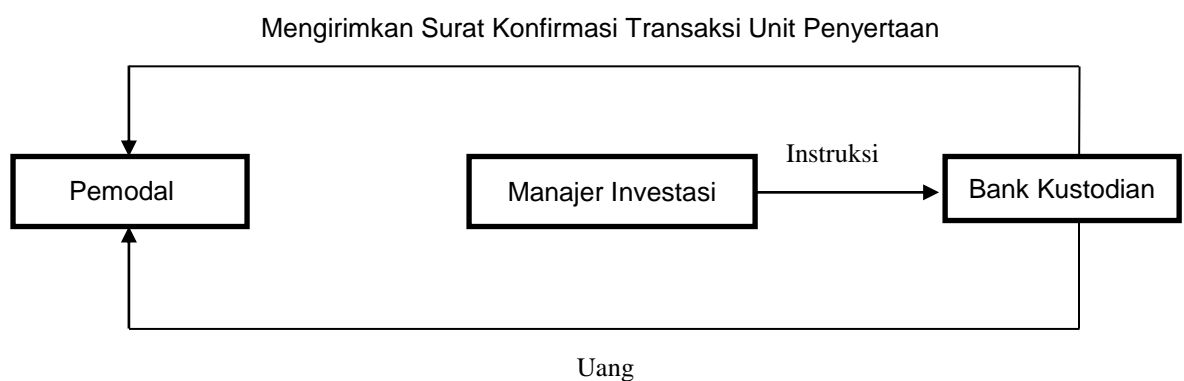 Mengirimkan Surat Konfirmasi Transaksi Unit Penyertaan
Instruksi
Pemodal
Manajer Investasi
Bank Kustodian
Uang